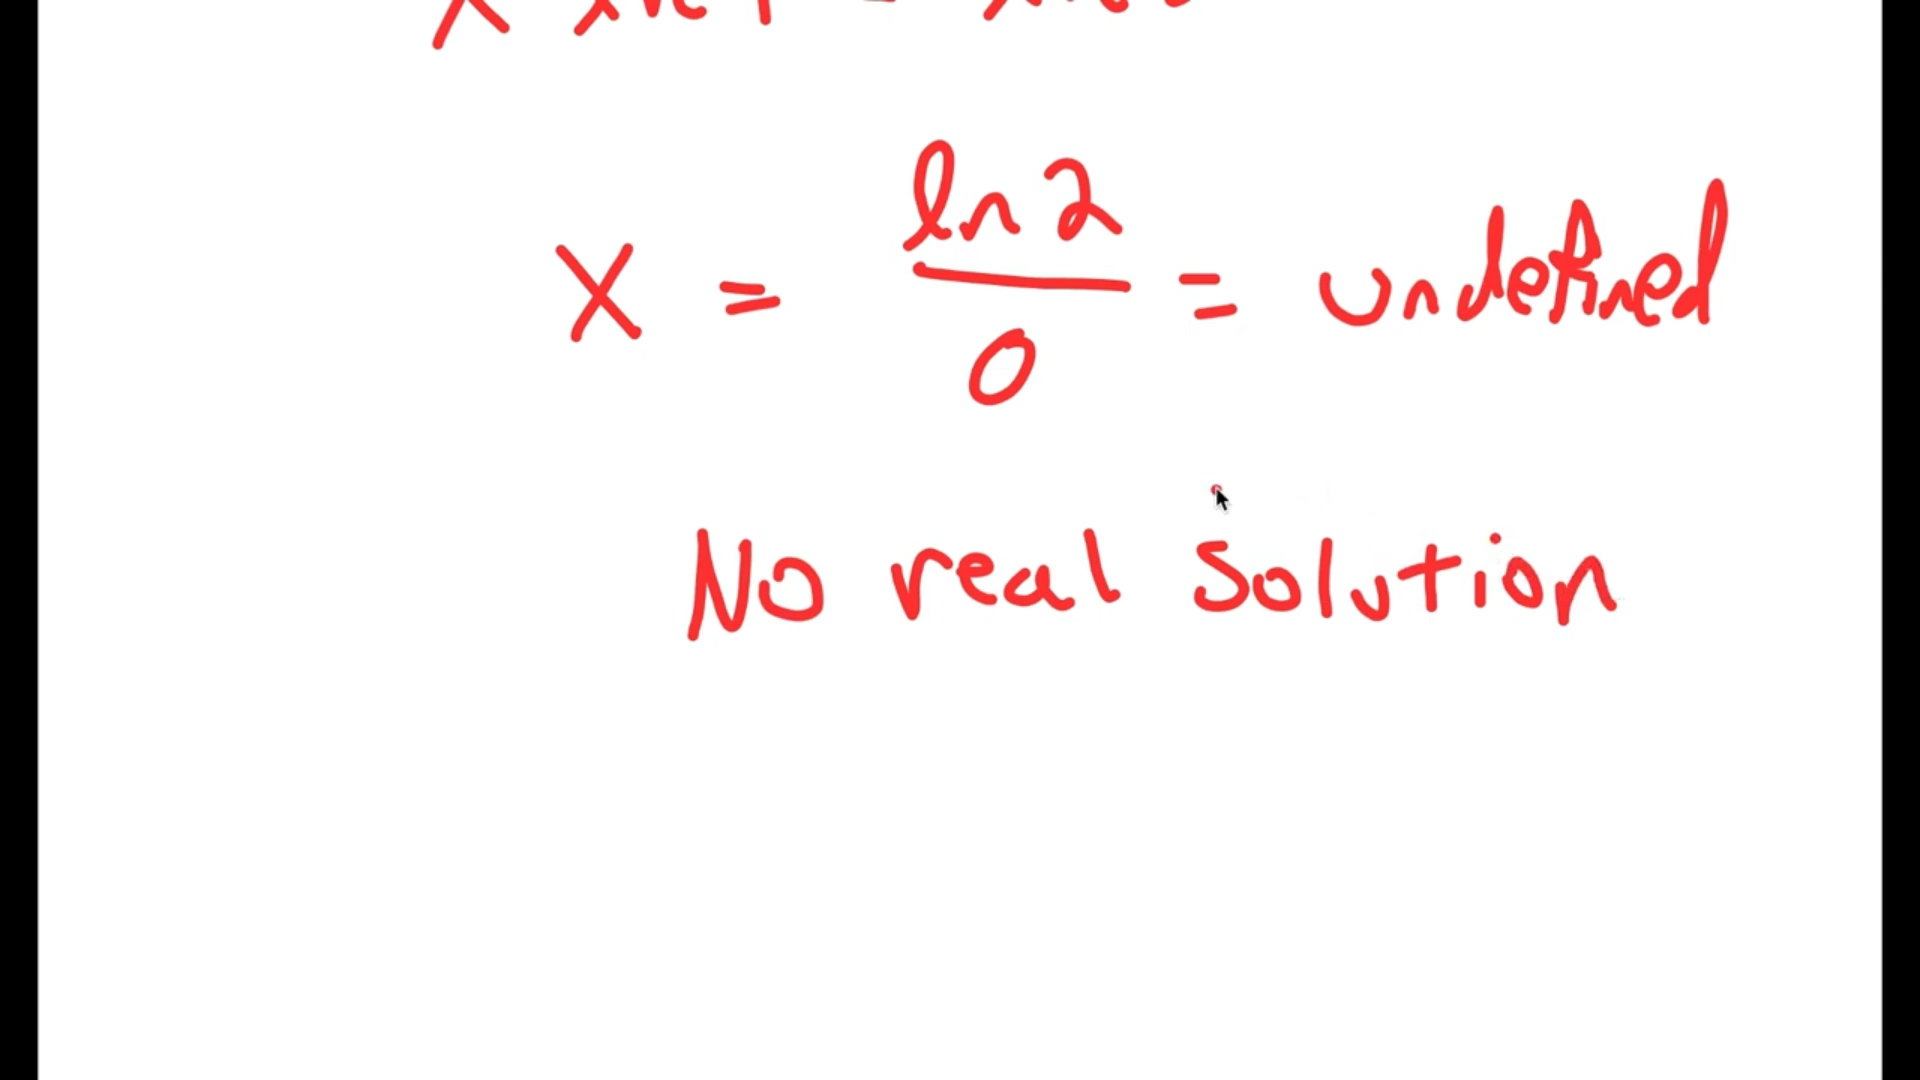 x = ln 2 / 0 = undefined
No real solution